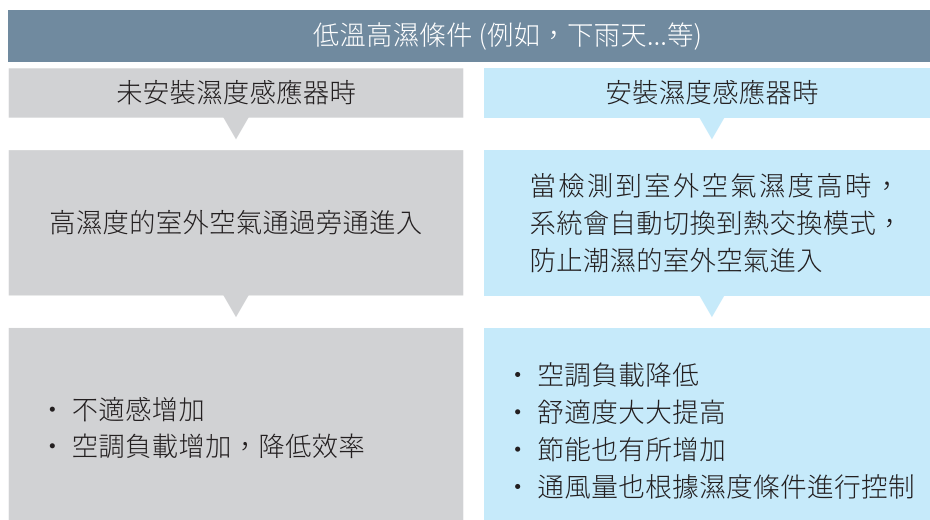 低溫高濕條件 (例如，下雨天...等)
未安裝濕度感應器時
高濕度的室外空氣通過旁通進入
• 不適感增加
• 空調負載增加，降低效率
安裝濕度感應器時
當檢測到室外空氣濕度高時，
系統會自動切換到熱交換模式，
防止潮濕的室外空氣進入
• 空調負載降低
• 舒適度大大提高
• 節能也有所增加
• 通風量也根據濕度條件進行控制